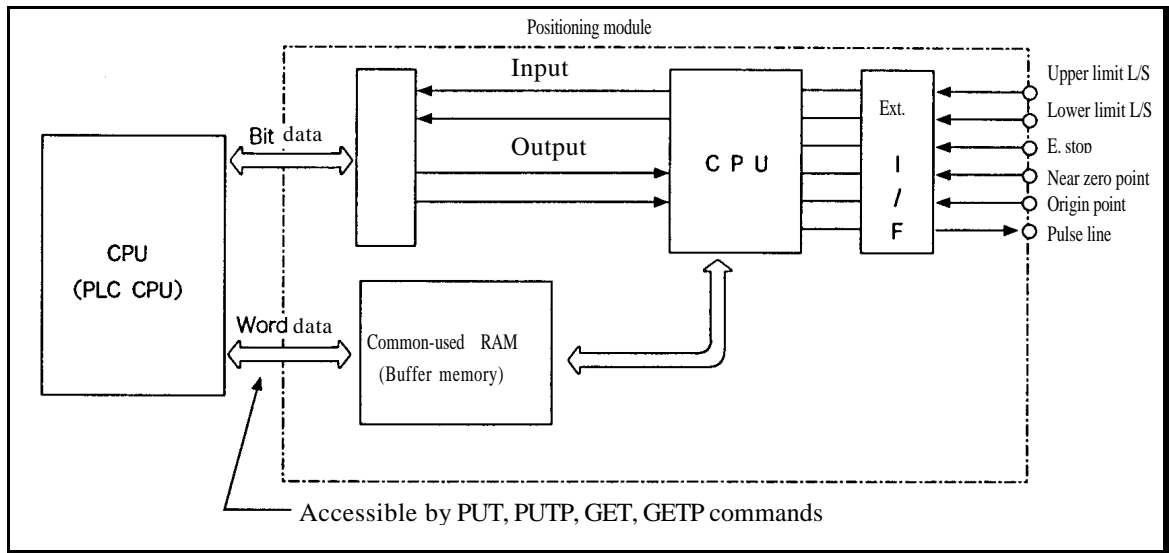 Positioning module
Input
Upper limit L/S
Lower limit L/S
Ext.
Bit data
Output
E. stop
CPU
I
/
F
Near zero point
Origin point
Pulse line
CPU
(PLC CPU)
Word data
Common-used RAM
(Buffer memory)
Accessible by PUT, PUTP, GET, GETP commands